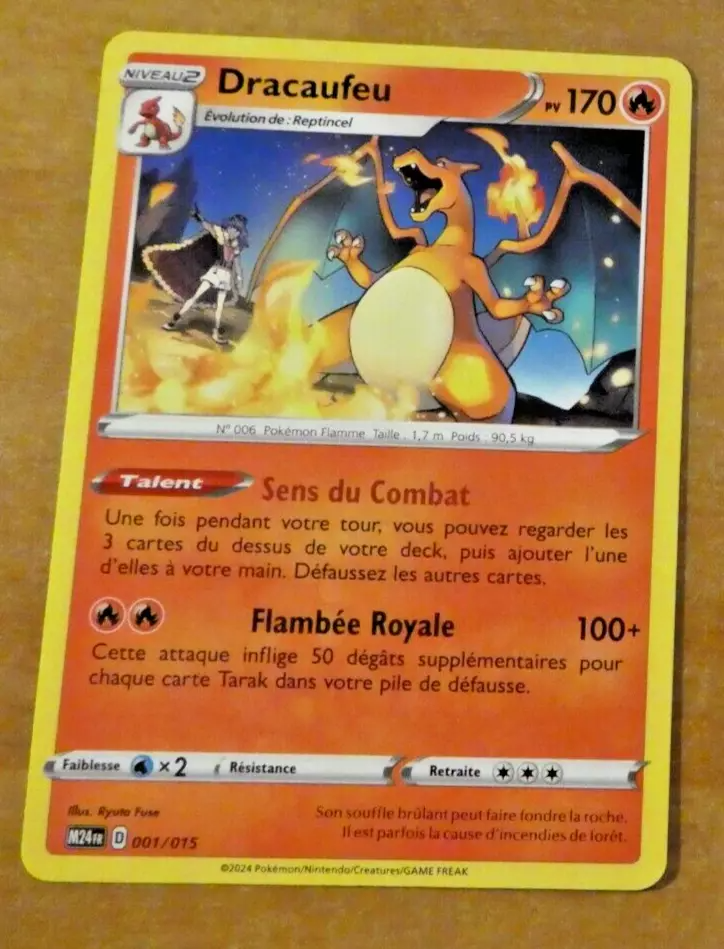 NIVEAU2
Dracaufeu
PV 170
Évolution de : Reptincel
N° 006 Pokémon Flamme Taille : 1,7 m Poids : 90,5 kg
Talent Sens du Combat
Une fois pendant votre tour, vous pouvez regarder les
3 cartes du dessus de votre deck, puis ajouter l'une
d'elles à votre main. Défaussez les autres cartes.
Flambée Royale 100+
Cette attaque inflige 50 dégâts supplémentaires pour
chaque carte Tarak dans votre pile de défausse.
Faiblesse ×2 Résistance Retraite
Illus. Ryuta Fuse
Son souffle brûlant peut faire fondre la roche.
Il est parfois la cause d'incendies de forêt.
M24 FR D 001/015
©2024 Pokémon/Nintendo/Creatures/GAME FREAK